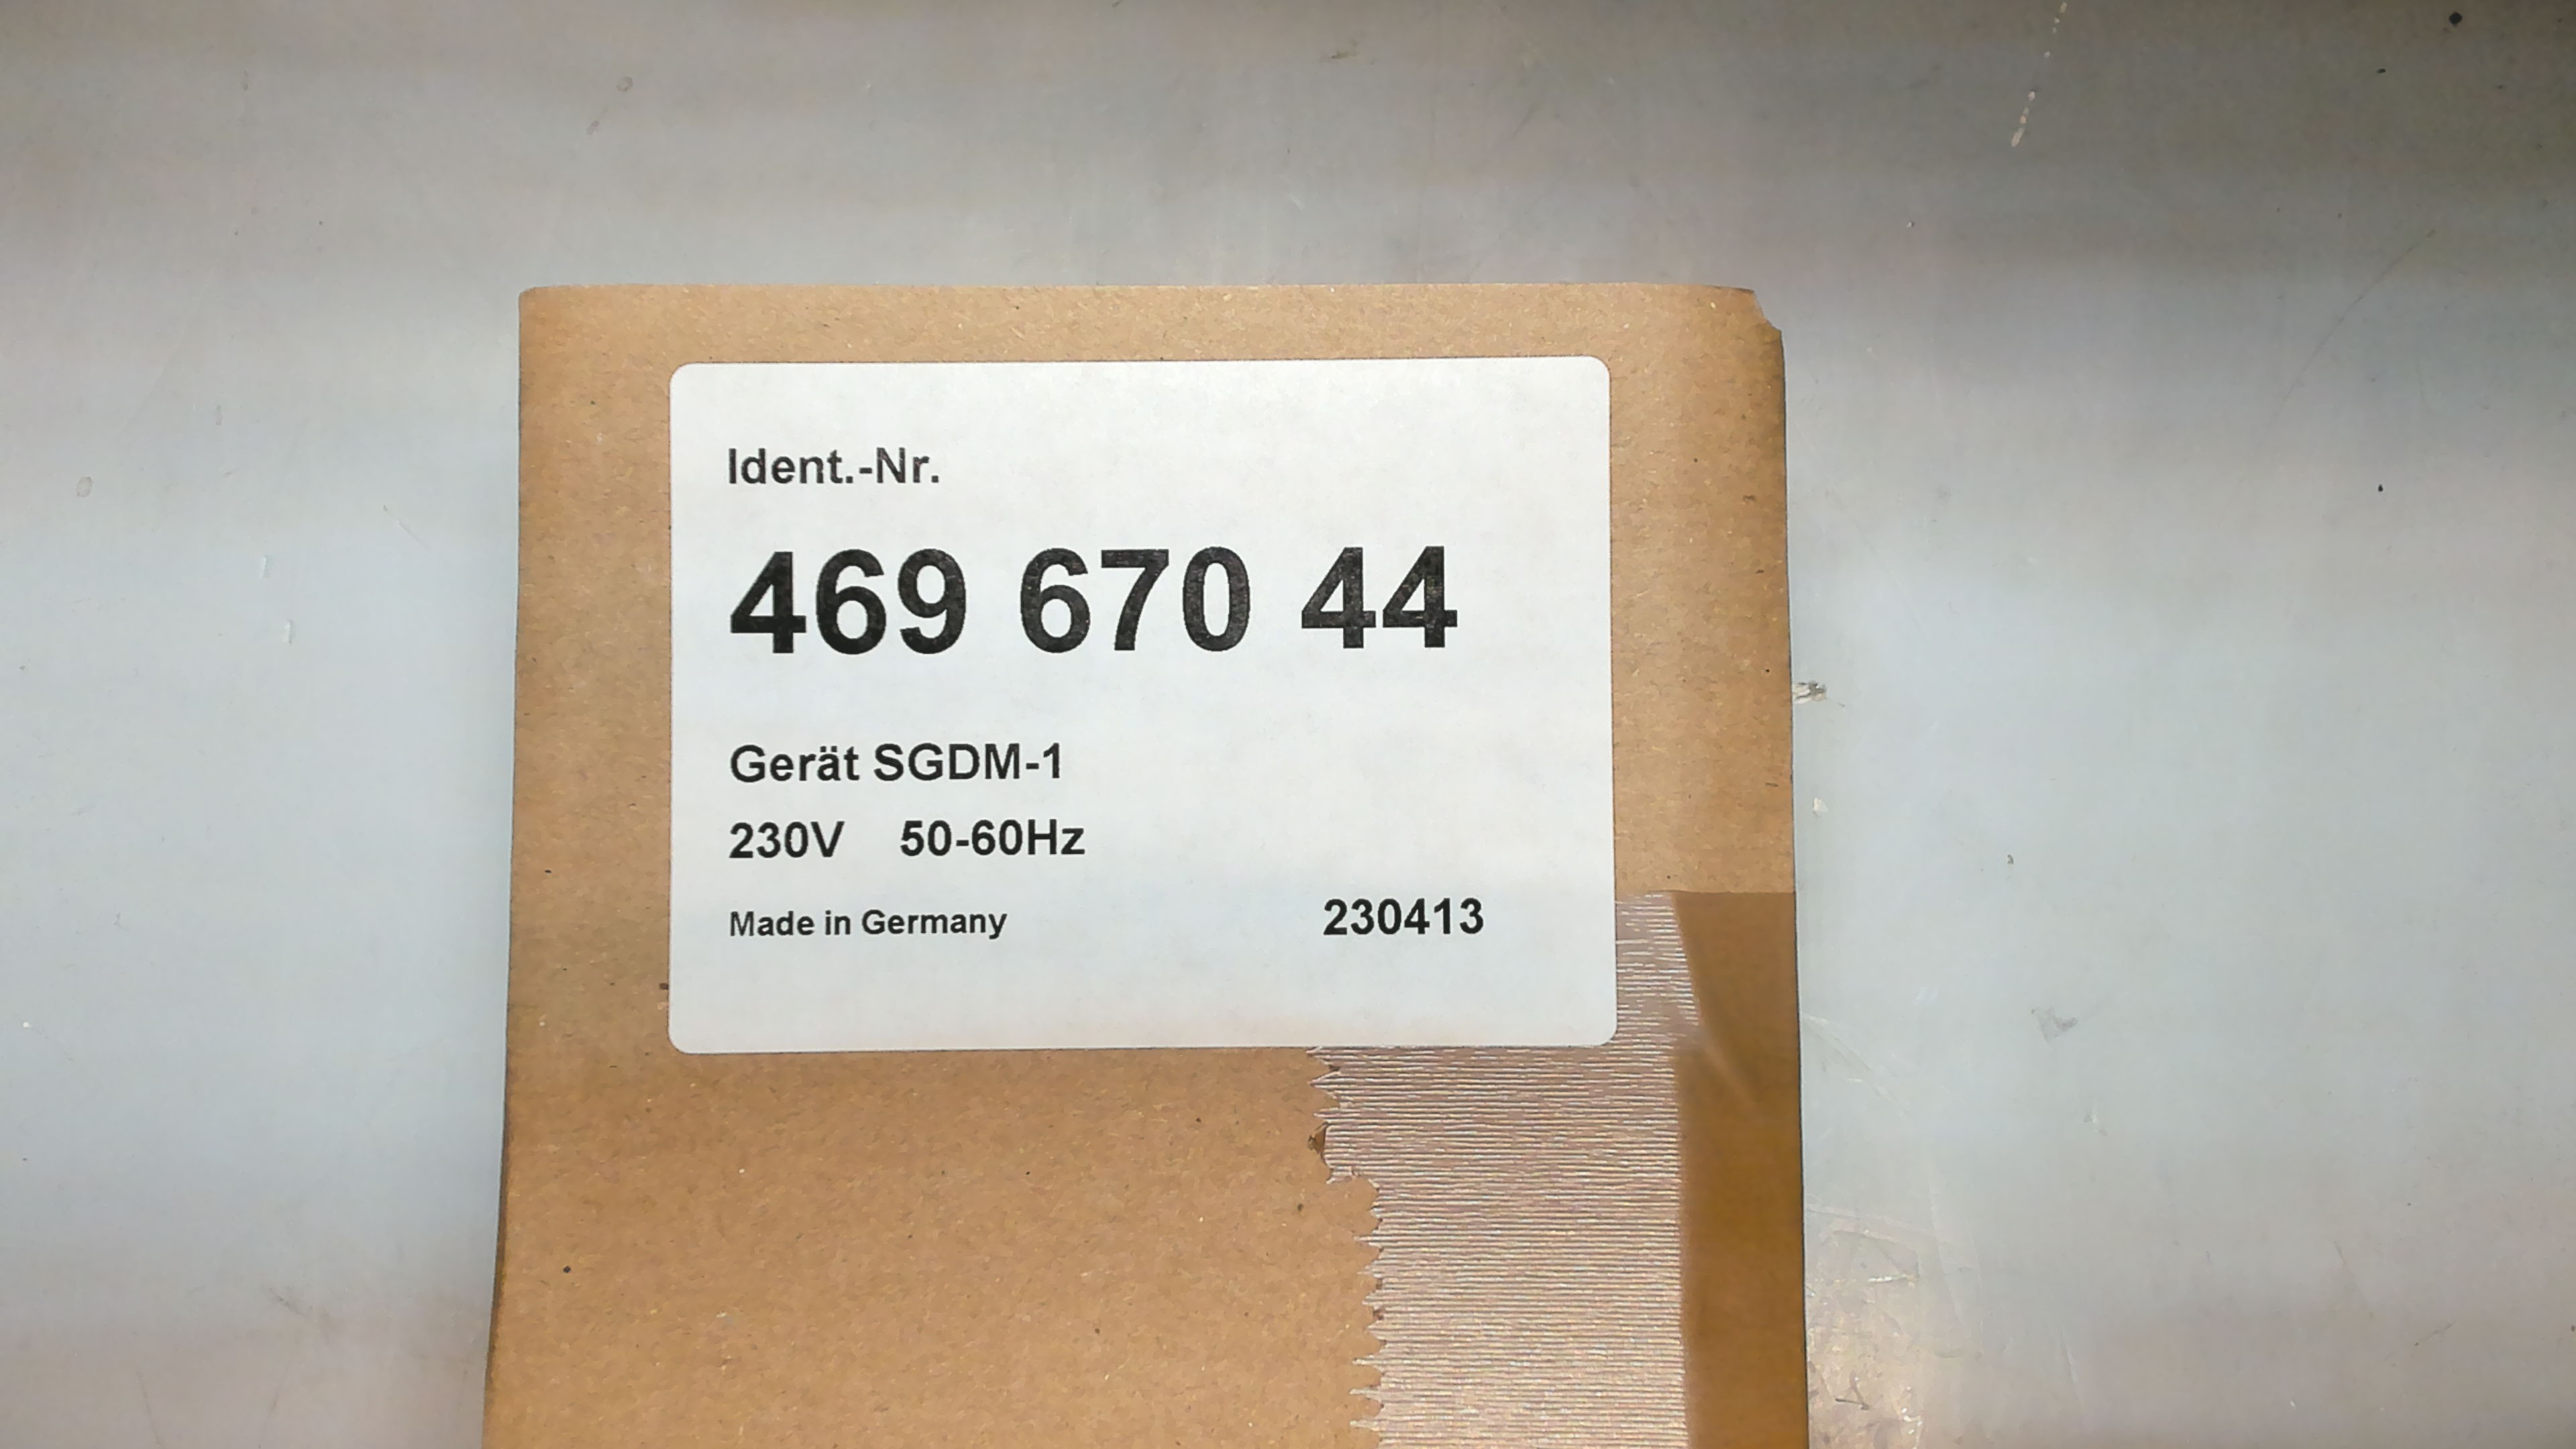 Ident.-Nr.
469 670 44
Gerät SGDM-1
230V 50-60Hz
Made in Germany 230413